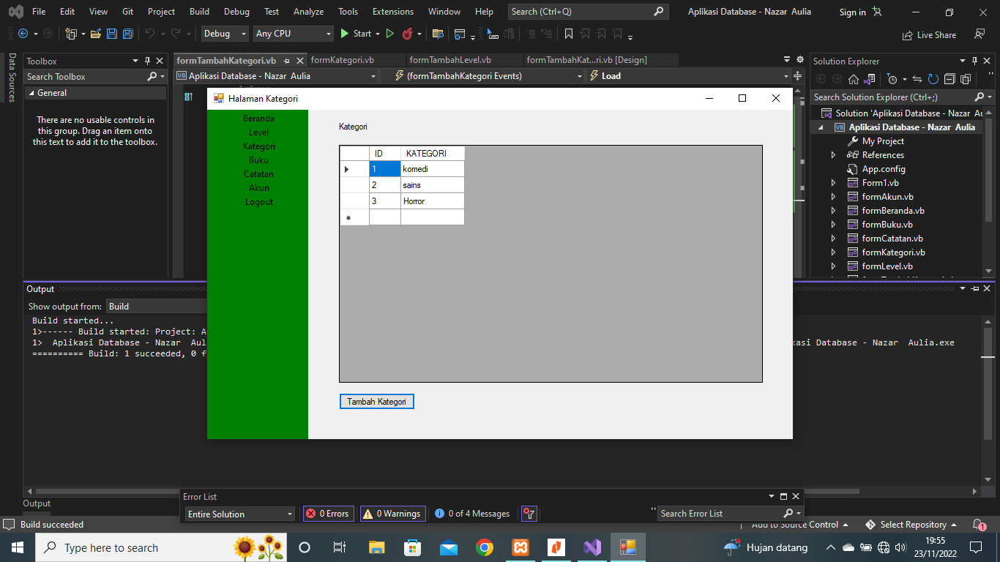 File Edit View Git Project Build Debug Test Analyze Tools Extensions Window Help Search (Ctrl+Q) Aplikasi Database - Nazar Aulia Sign in
Debug Any CPU Start Live Share
Data Sources
Toolbox
Search Toolbox
General
There are no usable controls in
this group. Drag an item onto
this text to add it to the toolbox.
formTambahKategori.vb formKategori.vb formTambahLevel.vb formTambahKat...ri.vb [Design]
Aplikasi Database - Nazar Aulia (formTambahKategori Events) Load
Halaman Kategori
Beranda
Level
Kategori
Buku
Catatan
Akun
Logout
Kategori
ID KATEGORI
1 komedi
2 sains
3 Horror
Tambah Kategori
Solution Explorer
Search Solution Explorer (Ctrl+;)
Solution 'Aplikasi Database - Nazar Au
Aplikasi Database - Nazar Aulia
My Project
References
App.config
Form1.vb
formAkun.vb
formBeranda.vb
formBuku.vb
formCatatan.vb
formKategori.vb
formLevel.vb
Output
Show output from: Build
Build started...
1>------ Build started: Project: A
1> Aplikasi Database - Nazar Aul kasi Database - Nazar Aulia.exe
========== Build: 1 succeeded, 0 f
Output
Error List
Entire Solution 0 Errors 0 Warnings 0 of 4 Messages Search Error List
Build succeeded Add to Source Control Select Repository 1
Type here to search Hujan datang 19:55
23/11/2022